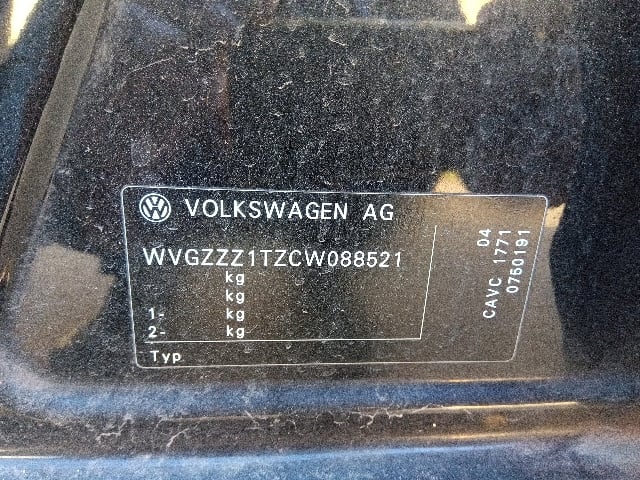 VOLKSWAGEN AG
WVGZZZ1TZCW088521
kg
kg
1- kg
2- kg
Typ
04
CAVC 1771
0760191